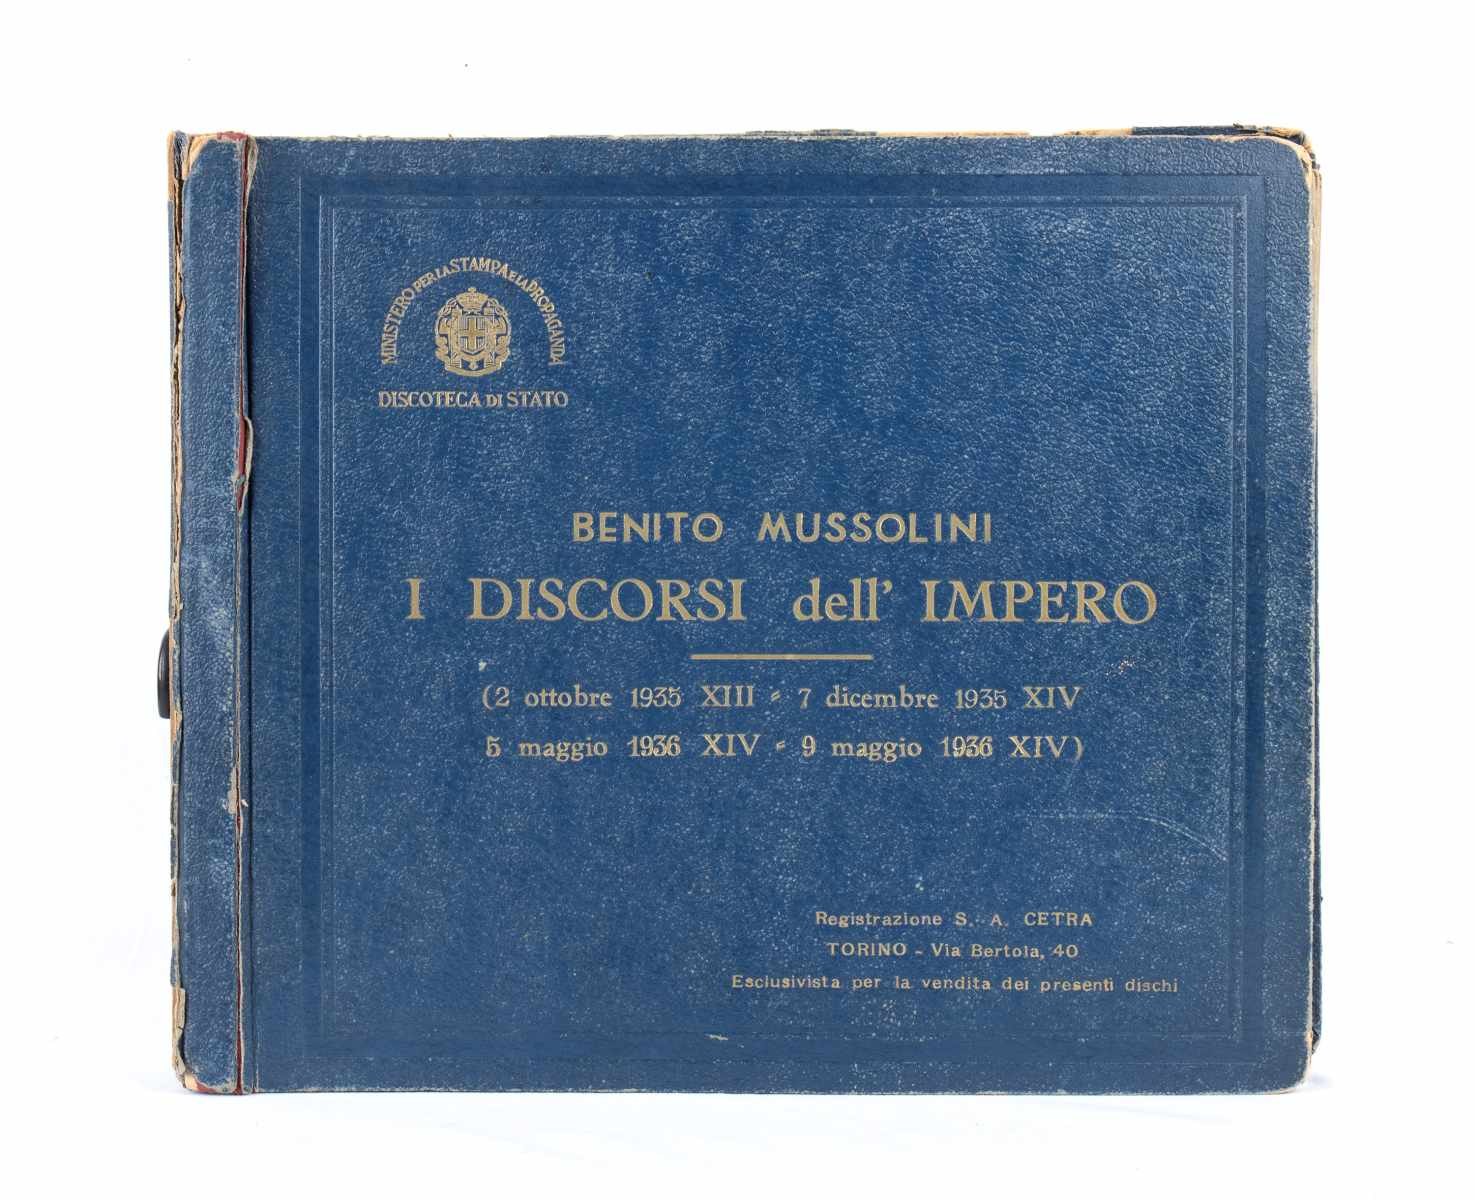 MINISTERO PER LA STAMPA E LA PROPAGANDA
DISCOTECA DI STATO
BENITO MUSSOLINI
I DISCORSI dell' IMPERO
(2 ottobre 1935 XIII - 7 dicembre 1935 XIV
5 maggio 1936 XIV - 9 maggio 1936 XIV)
Registrazione S. A. CETRA
TORINO - Via Bertola, 40
Esclusivista per la vendita dei presenti dischi